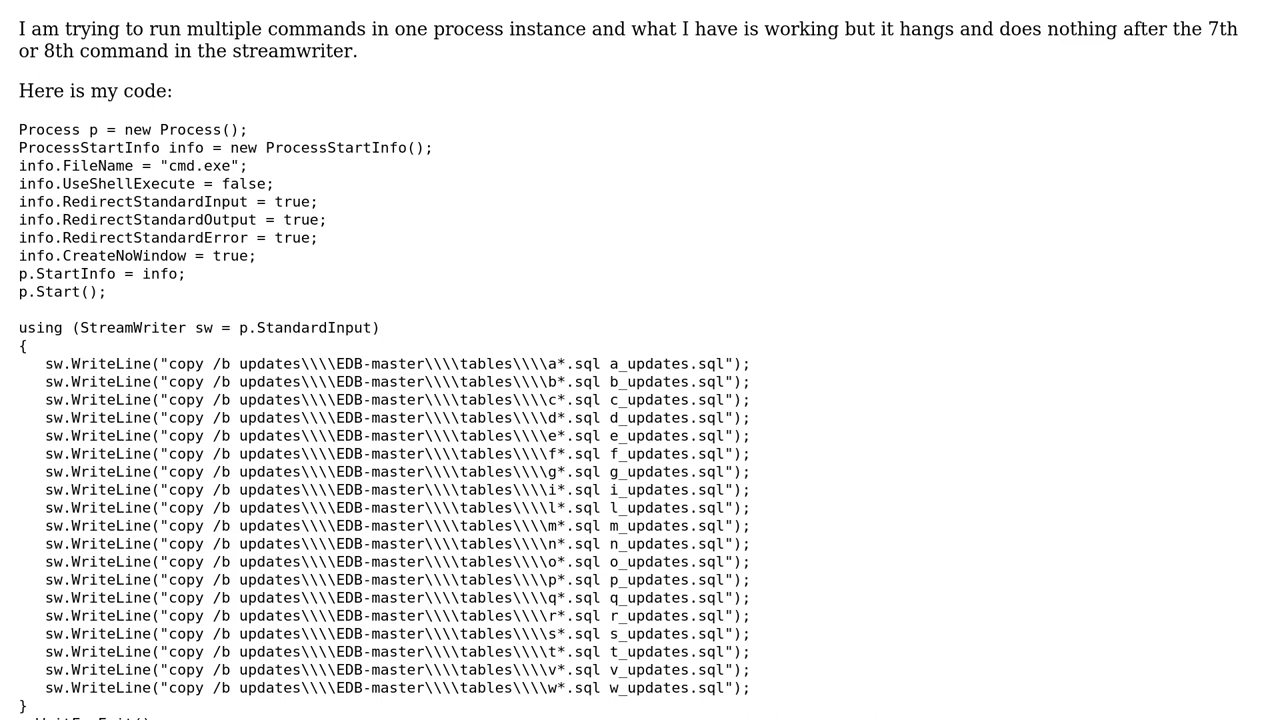 I am trying to run multiple commands in one process instance and what I have is working but it hangs and does nothing after the 7th
or 8th command in the streamwriter.
Here is my code:
Process p = new Process();
ProcessStartInfo info = new ProcessStartInfo();
info.FileName = "cmd.exe";
info.UseShellExecute = false;
info.RedirectStandardInput = true;
info.RedirectStandardOutput = true;
info.RedirectStandardError = true;
info.CreateNoWindow = true;
p.StartInfo = info;
p.Start();
using (StreamWriter sw = p.StandardInput)
{
   sw.WriteLine("copy /b updates\\\\EDB-master\\\\tables\\\\a*.sql a_updates.sql");
   sw.WriteLine("copy /b updates\\\\EDB-master\\\\tables\\\\b*.sql b_updates.sql");
   sw.WriteLine("copy /b updates\\\\EDB-master\\\\tables\\\\c*.sql c_updates.sql");
   sw.WriteLine("copy /b updates\\\\EDB-master\\\\tables\\\\d*.sql d_updates.sql");
   sw.WriteLine("copy /b updates\\\\EDB-master\\\\tables\\\\e*.sql e_updates.sql");
   sw.WriteLine("copy /b updates\\\\EDB-master\\\\tables\\\\f*.sql f_updates.sql");
   sw.WriteLine("copy /b updates\\\\EDB-master\\\\tables\\\\g*.sql g_updates.sql");
   sw.WriteLine("copy /b updates\\\\EDB-master\\\\tables\\\\i*.sql i_updates.sql");
   sw.WriteLine("copy /b updates\\\\EDB-master\\\\tables\\\\l*.sql l_updates.sql");
   sw.WriteLine("copy /b updates\\\\EDB-master\\\\tables\\\\m*.sql m_updates.sql");
   sw.WriteLine("copy /b updates\\\\EDB-master\\\\tables\\\\n*.sql n_updates.sql");
   sw.WriteLine("copy /b updates\\\\EDB-master\\\\tables\\\\o*.sql o_updates.sql");
   sw.WriteLine("copy /b updates\\\\EDB-master\\\\tables\\\\p*.sql p_updates.sql");
   sw.WriteLine("copy /b updates\\\\EDB-master\\\\tables\\\\q*.sql q_updates.sql");
   sw.WriteLine("copy /b updates\\\\EDB-master\\\\tables\\\\r*.sql r_updates.sql");
   sw.WriteLine("copy /b updates\\\\EDB-master\\\\tables\\\\s*.sql s_updates.sql");
   sw.WriteLine("copy /b updates\\\\EDB-master\\\\tables\\\\t*.sql t_updates.sql");
   sw.WriteLine("copy /b updates\\\\EDB-master\\\\tables\\\\v*.sql v_updates.sql");
   sw.WriteLine("copy /b updates\\\\EDB-master\\\\tables\\\\w*.sql w_updates.sql");
}